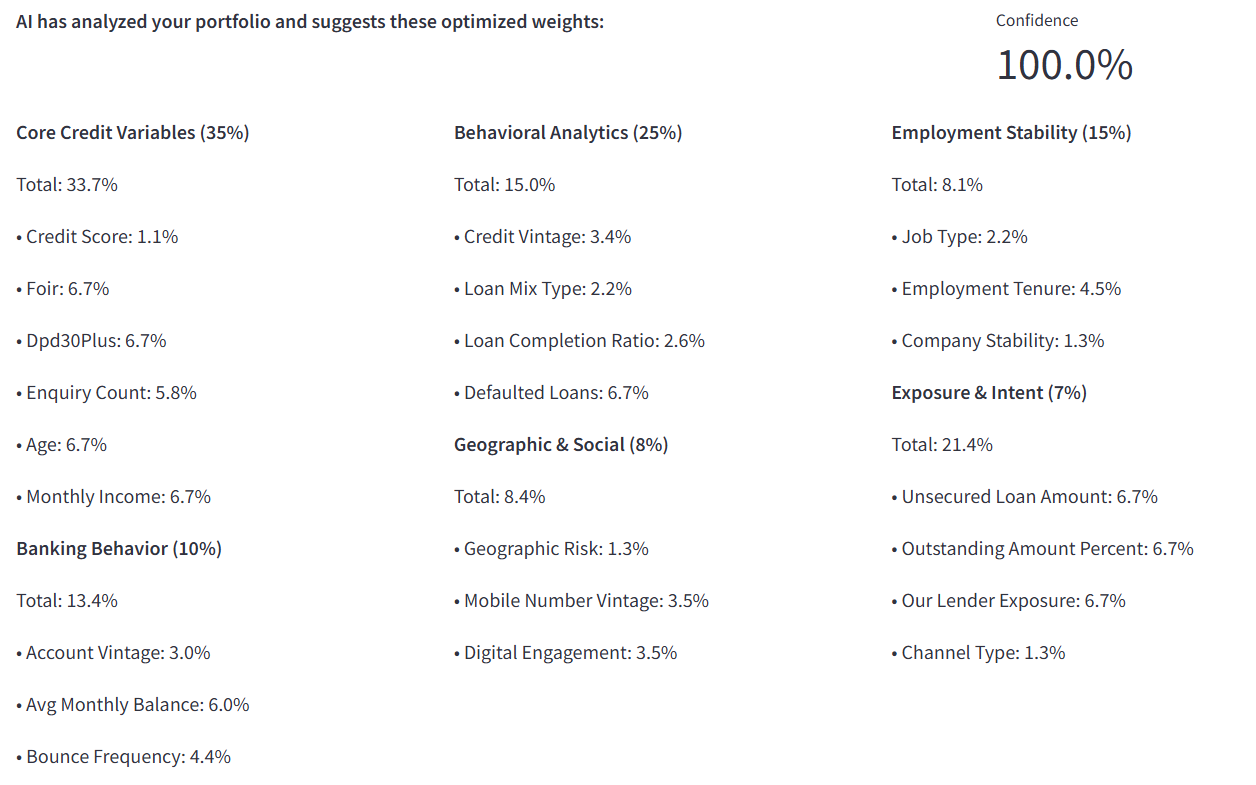 AI has analyzed your portfolio and suggests these optimized weights:
Confidence
100.0%
Core Credit Variables (35%)
Total: 33.7%
• Credit Score: 1.1%
• Foir: 6.7%
• Dpd30Plus: 6.7%
• Enquiry Count: 5.8%
• Age: 6.7%
• Monthly Income: 6.7%
Banking Behavior (10%)
Total: 13.4%
• Account Vintage: 3.0%
• Avg Monthly Balance: 6.0%
• Bounce Frequency: 4.4%
Behavioral Analytics (25%)
Total: 15.0%
• Credit Vintage: 3.4%
• Loan Mix Type: 2.2%
• Loan Completion Ratio: 2.6%
• Defaulted Loans: 6.7%
Geographic & Social (8%)
Total: 8.4%
• Geographic Risk: 1.3%
• Mobile Number Vintage: 3.5%
• Digital Engagement: 3.5%
Employment Stability (15%)
Total: 8.1%
• Job Type: 2.2%
• Employment Tenure: 4.5%
• Company Stability: 1.3%
Exposure & Intent (7%)
Total: 21.4%
• Unsecured Loan Amount: 6.7%
• Outstanding Amount Percent: 6.7%
• Our Lender Exposure: 6.7%
• Channel Type: 1.3%